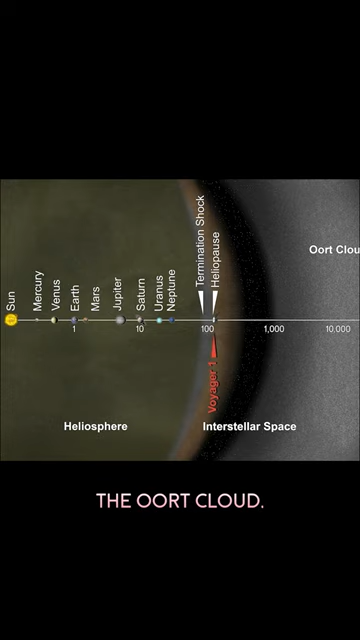 Sun
Mercury
Venus
Earth
Mars
Jupiter
Saturn
Uranus
Neptune
Termination Shock
Heliopause
Oort Clou
1
10
100
1,000
10.000
Voyager 1
Heliosphere
Interstellar Space
THE OORT CLOUD.